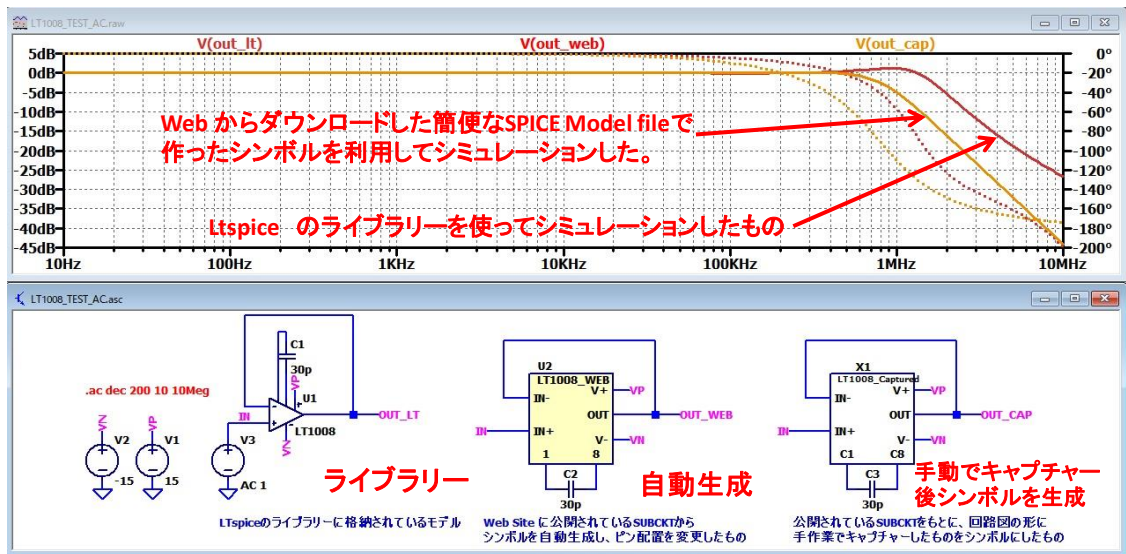 LT1008_TEST_AC.raw
V(out_lt) V(out_web) V(out_cap)
5dB 0°
0dB -20°
-5dB -40°
-10dB -60°
-15dB -80°
-20dB -100°
-25dB -120°
-30dB -140°
-35dB -160°
-40dB -180°
-45dB -200°
10Hz 100Hz 1KHz 10KHz 100KHz 1MHz 10MHz
Web からダウンロードした簡便なSPICE Model fileで
作ったシンボルを利用してシミュレーションした。
Ltspice のライブラリーを使ってシミュレーションしたもの
LT1008_TEST_AC.asc
.ac dec 200 10 10Meg
VN
V2
-15
VP
V1
15
IN
V3
AC 1
C1
30p
VP
U1
LT1008
VN
OUT_LT
ライブラリー
LTspiceのライブラリーに格納されているモデル
U2
LT1008_WEB
V+ VP
IN-
OUT OUT_WEB
IN IN+
V- VN
1 8
C2
30p
自動生成
Web Site に公開されているSUBCKTから
シンボルを自動生成し、ピン配置を変更したもの
X1
LT1008_Captured
V+ VP
IN-
OUT OUT_CAP
IN IN+
V- VN
C1 C8
C3
30p
手動でキャプチャー
後シンボルを生成
公開されているSUBCKTをもとに、回路図の形に
手作業でキャプチャーしたものをシンボルにしたもの